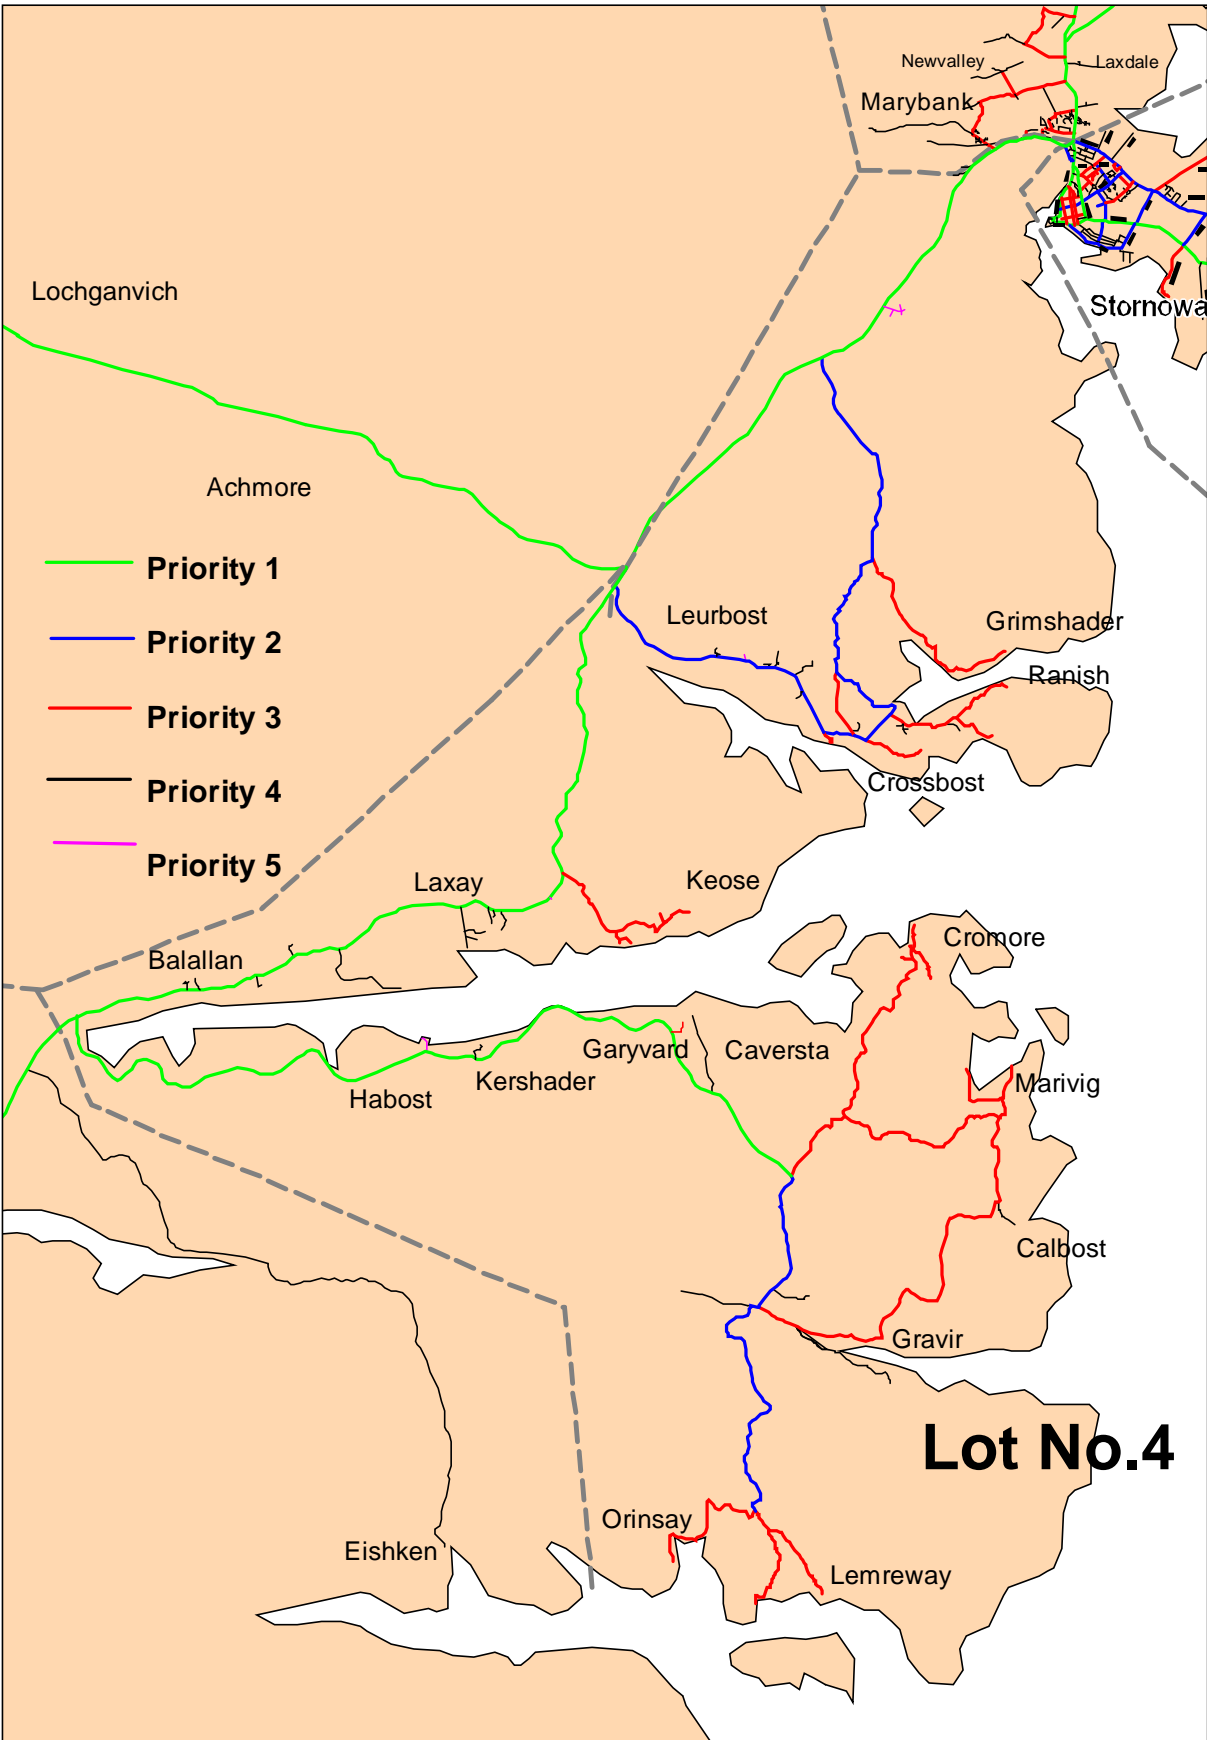 Newvalley
Laxdale
Marybank
Lochganvich
Stornowa
Achmore
Priority 1
Priority 2
Priority 3
Priority 4
Priority 5
Leurbost
Grimshader
Ranish
Crossbost
Laxay
Keose
Balallan
Cromore
Garyvard
Caversta
Kershader
Habost
Marivig
Calbost
Gravir
Lot No.4
Orinsay
Eishken
Lemreway